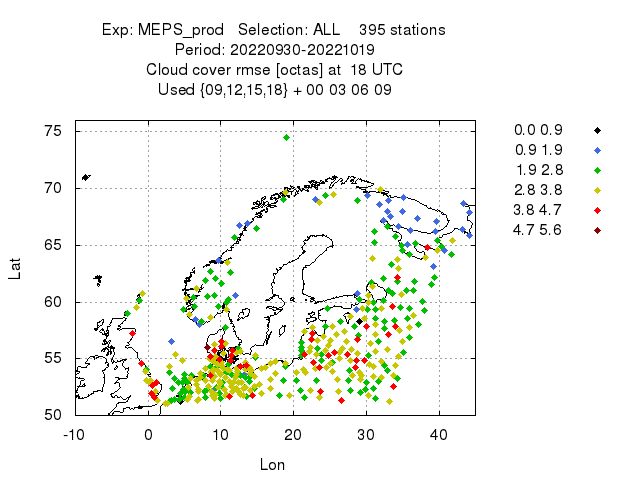 Exp: MEPS_prod   Selection: ALL    395 stations
Period: 20220930-20221019
Cloud cover rmse [octas] at  18 UTC
Used {09,12,15,18} + 00 03 06 09
0.0 0.9
0.9 1.9
1.9 2.8
2.8 3.8
3.8 4.7
4.7 5.6
75
70
65
60
55
50
Lat
-10 0 10 20 30 40
Lon